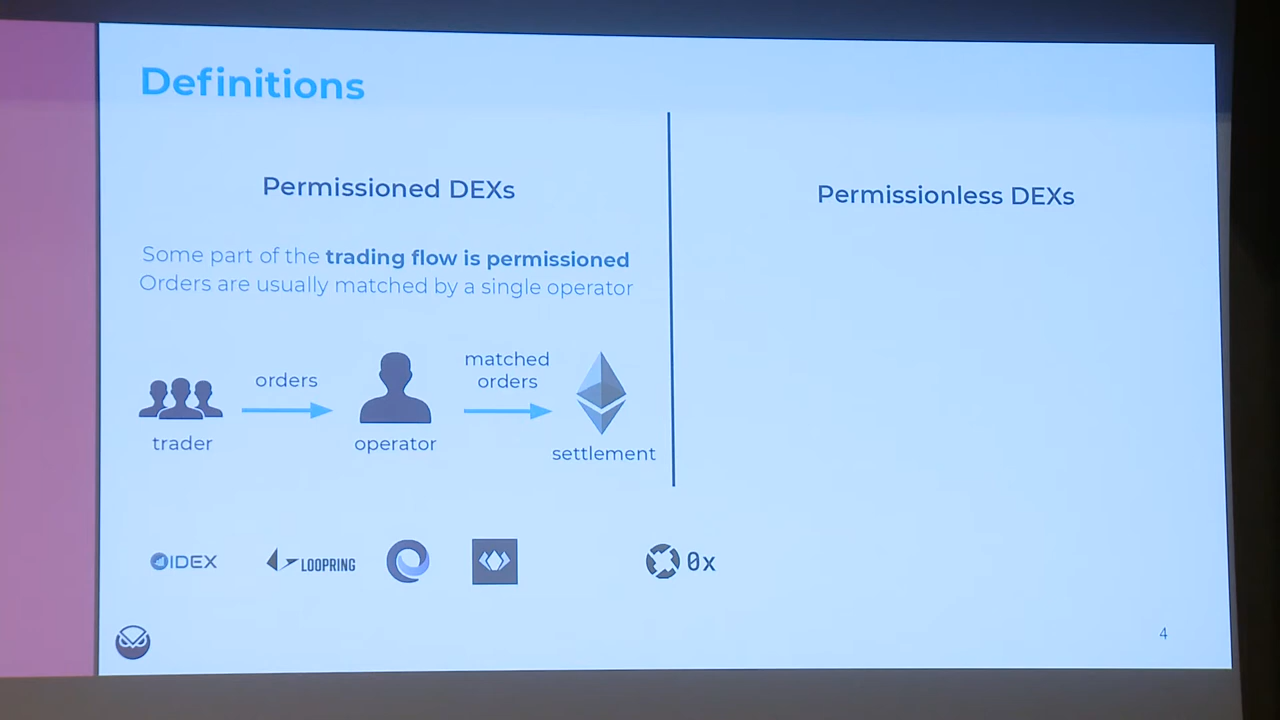 Definitions
Permissioned DEXs
Some part of the trading flow is permissioned
Orders are usually matched by a single operator
orders
matched
orders
trader
operator
settlement
Permissionless DEXs
IDEX
LOOPRING
0x
4